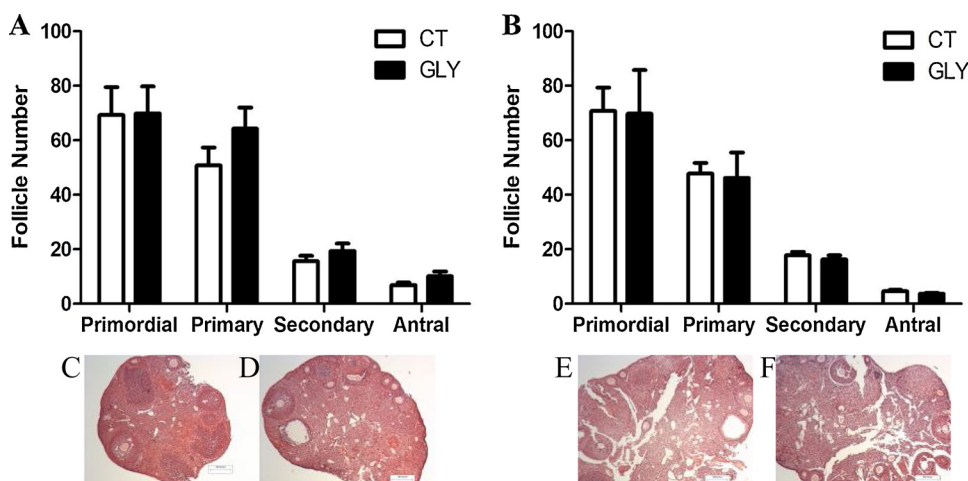 A
CT
GLY
Follicle Number
100
80
60
40
20
0
Primordial
Primary
Secondary
Antral
B
CT
GLY
Follicle Number
100
80
60
40
20
0
Primordial
Primary
Secondary
Antral
C
D
E
F